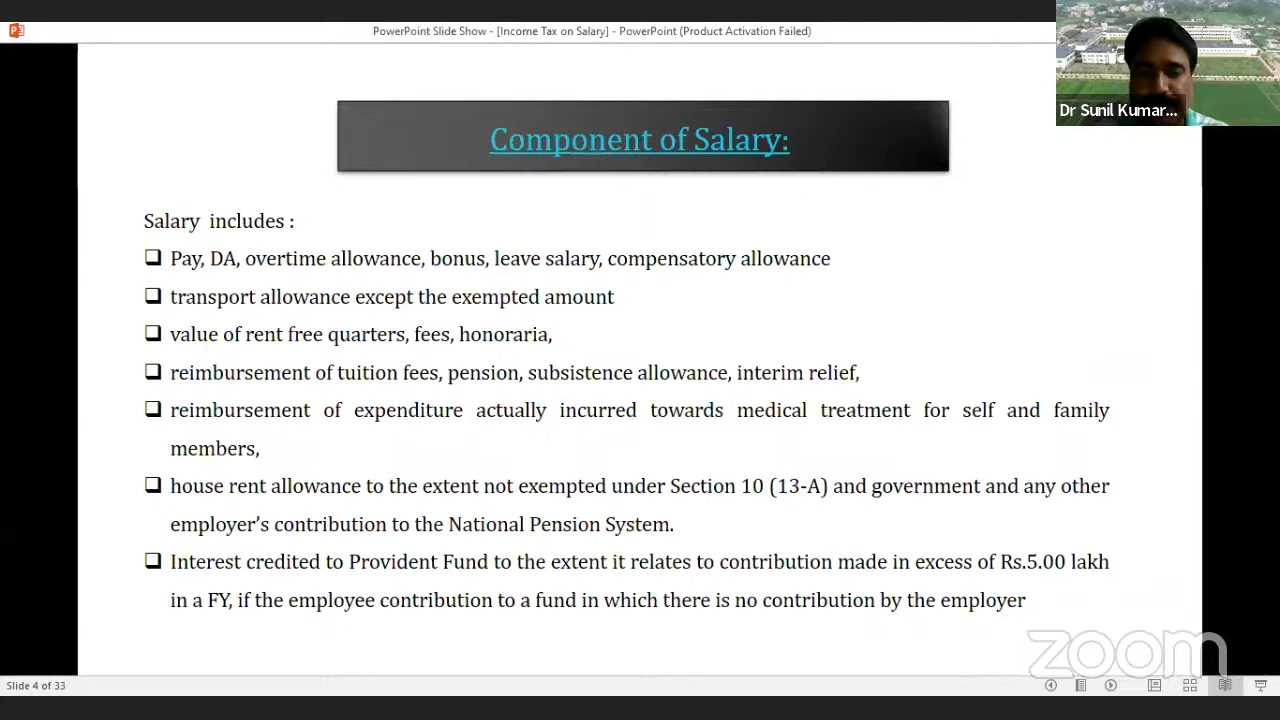 PowerPoint Slide Show - [Income Tax on Salary] - PowerPoint (Product Activation Failed)
Dr Sunil Kumar...
Component of Salary:
Salary includes :
Pay, DA, overtime allowance, bonus, leave salary, compensatory allowance
transport allowance except the exempted amount
value of rent free quarters, fees, honoraria,
reimbursement of tuition fees, pension, subsistence allowance, interim relief,
reimbursement of expenditure actually incurred towards medical treatment for self and family
members,
house rent allowance to the extent not exempted under Section 10 (13-A) and government and any other
employer’s contribution to the National Pension System.
Interest credited to Provident Fund to the extent it relates to contribution made in excess of Rs.5.00 lakh
in a FY, if the employee contribution to a fund in which there is no contribution by the employer
zoom
Slide 4 of 33